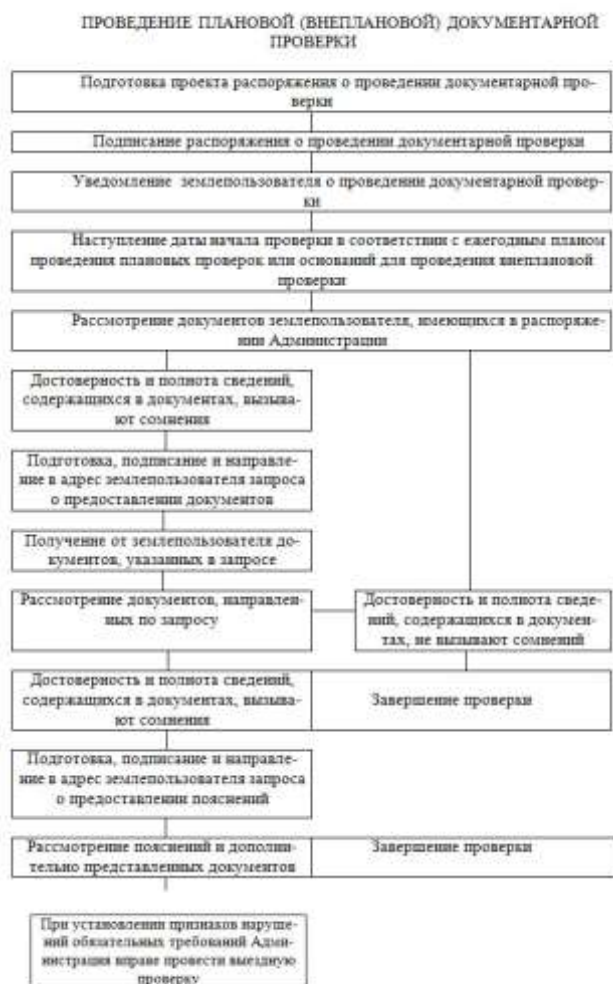 ПРОВЕДЕНИЕ ПЛАНОВОЙ (ВНЕПЛАНОВОЙ) ДОКУМЕНТАРНОЙ
ПРОВЕРКИ
Подготовка проекта распоряжения о проведении документарной про-
верки
Подписание распоряжения о проведении документарной проверки
Уведомление землепользователя о проведении документарной провер-
ки
Наступление даты начала проверки в соответствии с ежегодным планом
проведения плановых проверок или оснований для проведения внеплановой
проверки
Рассмотрение документов землепользователя, имеющихся в распоряже-
нии Администрации
Достоверность и полнота сведений,
содержащихся в документах, вызыва-
ют сомнения
Подготовка, подписание и направле-
ние в адрес землепользователя запроса
о предоставлении документов
Получение от землепользователя до-
кументов, указанных в запросе
Рассмотрение документов, направлен-
ных по запросу
Достоверность и полнота сведе-
ний, содержащихся в докумен-
тах, не вызывают сомнений
Достоверность и полнота сведений,
содержащихся в документах, вызыва-
ют сомнения
Завершение проверки
Подготовка, подписание и направле-
ние в адрес землепользователя запроса
о предоставлении пояснений
Рассмотрение пояснений и дополни-
тельно представленных документов
Завершение проверки
При установлении признаков наруше-
ний обязательных требований Адми-
нистрация вправе провести выездную
проверку